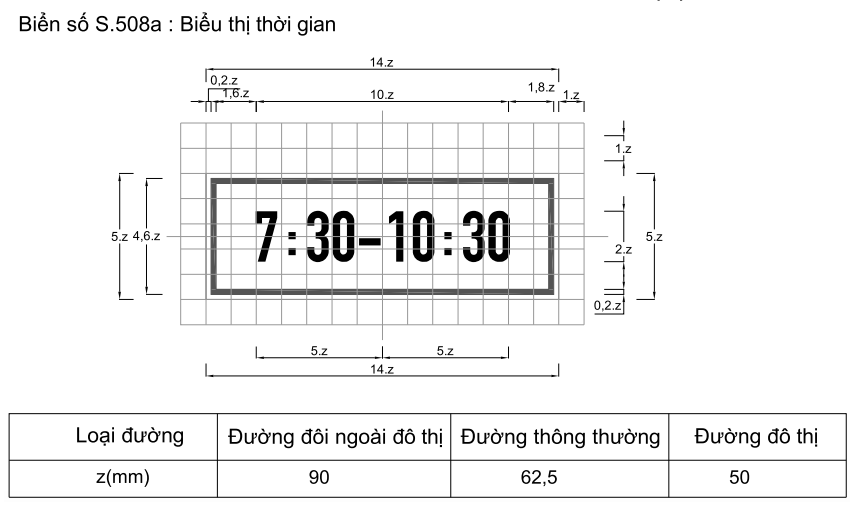 Biển số S.508a : Biểu thị thời gian
14.z
0,2.z
1,6.z 10.z 1,8.z 1.z
1.z
5.z 4,6.z 7:30-10:30 2.z 5.z
0,2.z
5.z 5.z
14.z
Loại đường Đường đôi ngoài đô thị Đường thông thường Đường đô thị
z(mm) 90 62,5 50